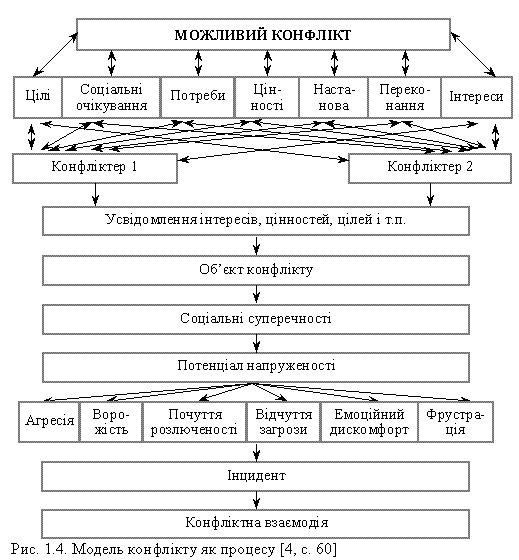 МОЖЛИВИЙ КОНФЛІКТ
Цілі
Соціальні
очікування
Потреби
Цін-
ності
Наста-
нова
Переко-
нання
Інтереси
Конфліктер 1
Конфліктер 2
Усвідомлення інтересів, цінностей, цілей і т.п.
Об’єкт конфлікту
Соціальні суперечності
Потенціал напруженості
Агресія
Воро-
жість
Почуття
розлюченості
Відчуття
загрози
Емоційний
дискомфорт
Фрустра-
ція
Інцидент
Конфліктна взаємодія
Рис. 1.4. Модель конфлікту як процесу [4, с. 60]